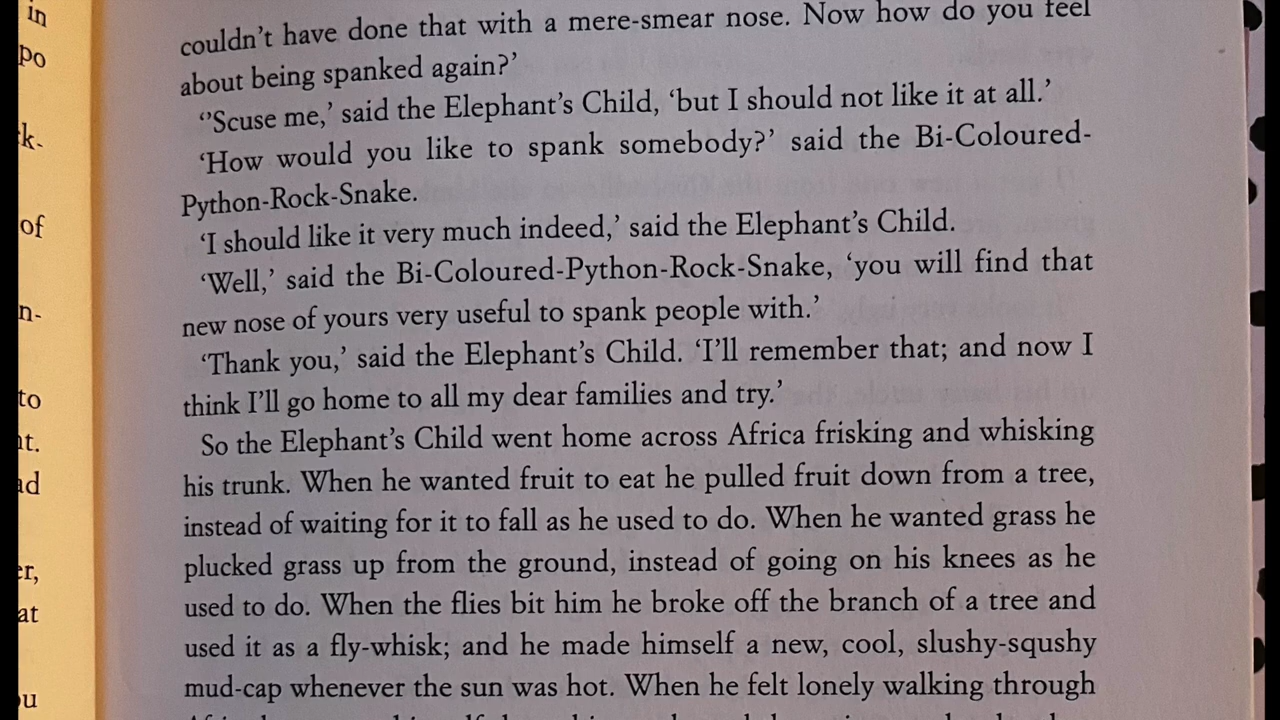 in
po
k-
of
n-
to
nt.
ad
er,
at
ou
couldn't have done that with a mere-smear nose. Now how do you feel
about being spanked again?'
‘’Scuse me,’ said the Elephant’s Child, ‘but I should not like it at all.’
‘How would you like to spank somebody?’ said the Bi-Coloured-
Python-Rock-Snake.
‘I should like it very much indeed,’ said the Elephant’s Child.
‘Well,’ said the Bi-Coloured-Python-Rock-Snake, ‘you will find that
new nose of yours very useful to spank people with.’
‘Thank you,’ said the Elephant’s Child. ‘I’ll remember that; and now I
think I’ll go home to all my dear families and try.’
So the Elephant’s Child went home across Africa frisking and whisking
his trunk. When he wanted fruit to eat he pulled fruit down from a tree,
instead of waiting for it to fall as he used to do. When he wanted grass he
plucked grass up from the ground, instead of going on his knees as he
used to do. When the flies bit him he broke off the branch of a tree and
used it as a fly-whisk; and he made himself a new, cool, slushy-squshy
mud-cap whenever the sun was hot. When he felt lonely walking through